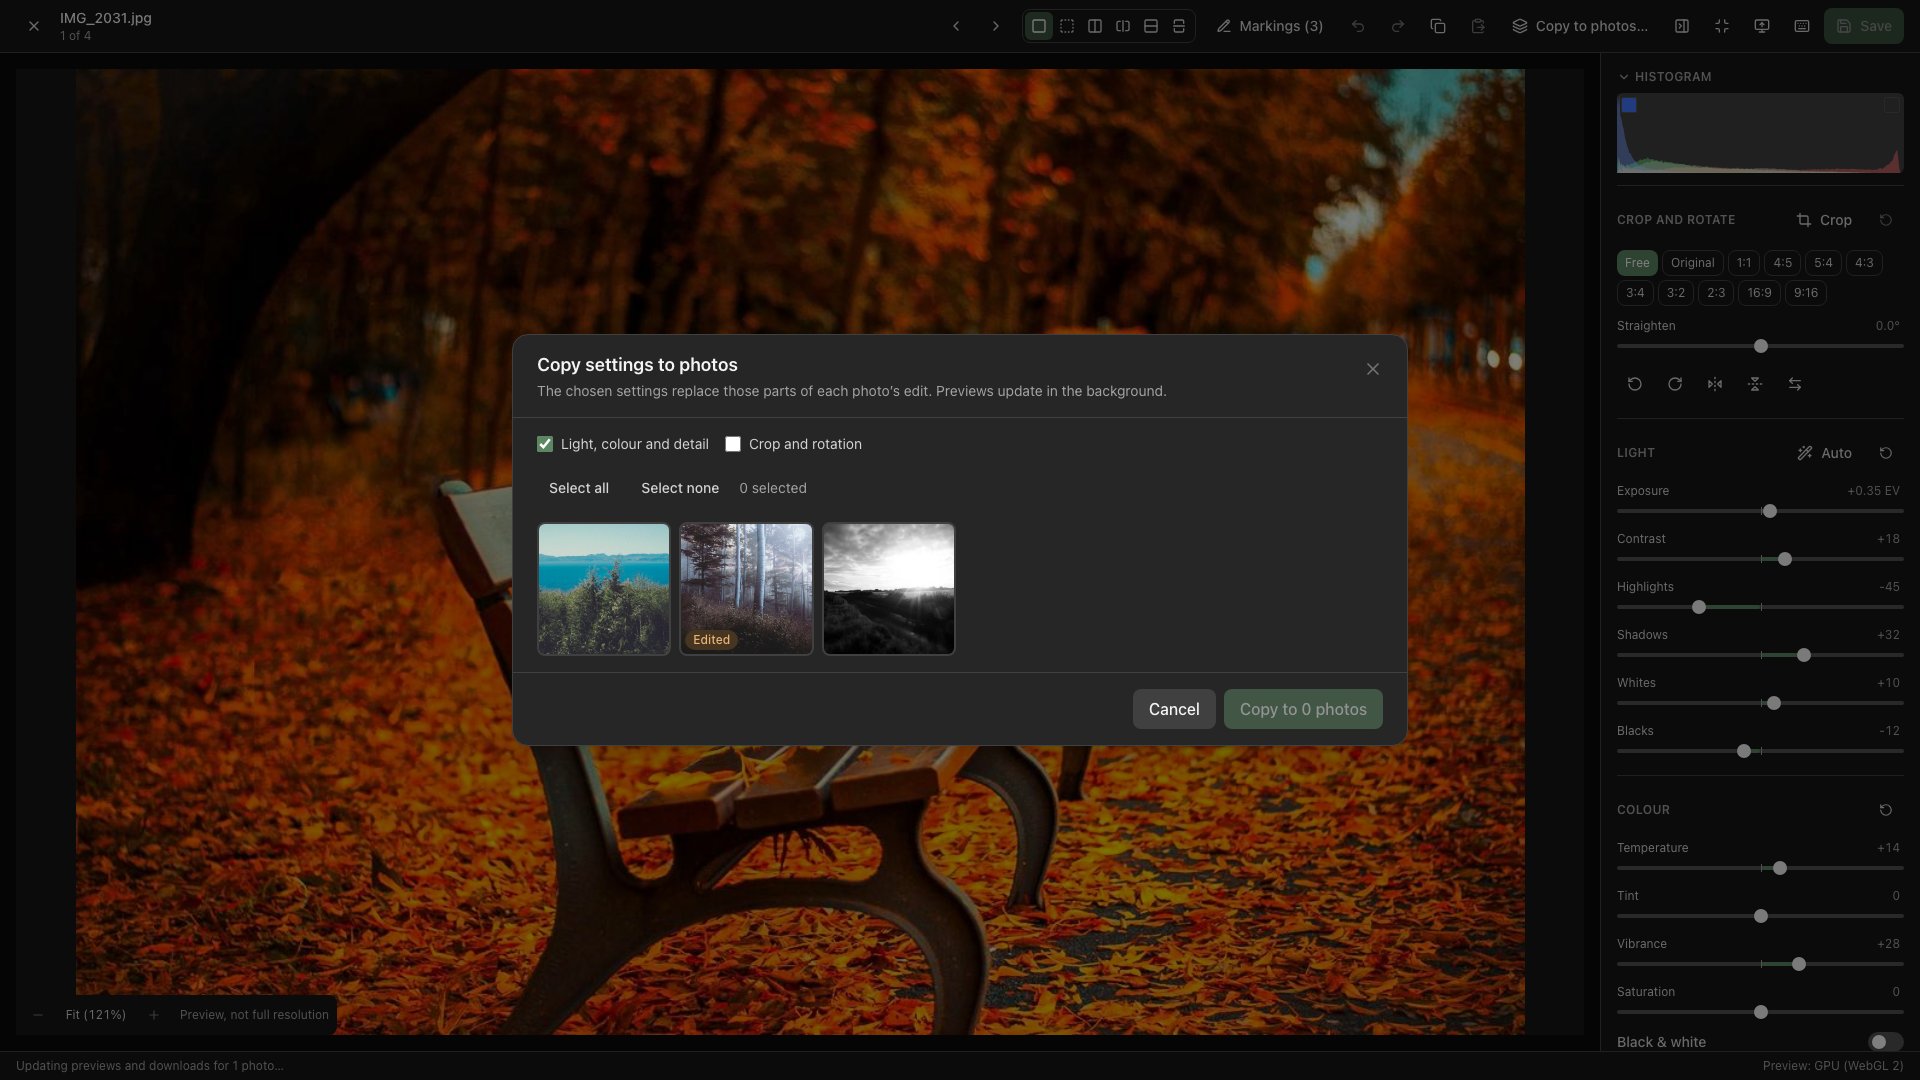 IMG_2031.jpg
1 of 4
Markings (3)
Copy to photos...
Save
HISTOGRAM
CROP AND ROTATE
Crop
Free
Original
1:1
4:5
5:4
4:3
3:4
3:2
2:3
16:9
9:16
Straighten
0.0°
LIGHT
Auto
Exposure
+0.35 EV
Contrast
+18
Highlights
-45
Shadows
+32
Whites
+10
Blacks
-12
COLOUR
Temperature
+14
Tint
0
Vibrance
+28
Saturation
0
Black & white
Copy settings to photos
The chosen settings replace those parts of each photo's edit. Previews update in the background.
Light, colour and detail
Crop and rotation
Select all
Select none
0 selected
Edited
Cancel
Copy to 0 photos
Fit (121%)
Preview, not full resolution
Updating previews and downloads for 1 photo...
Preview: GPU (WebGL 2)